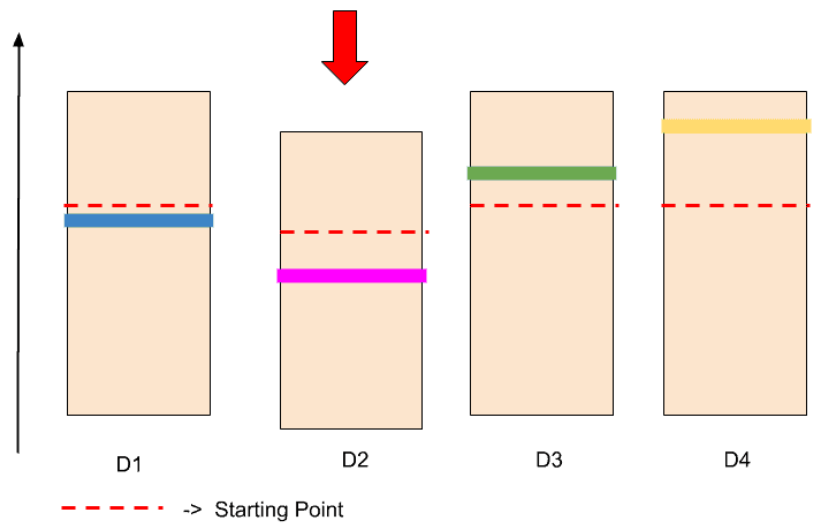 D1
D2
D3
D4
-> Starting Point